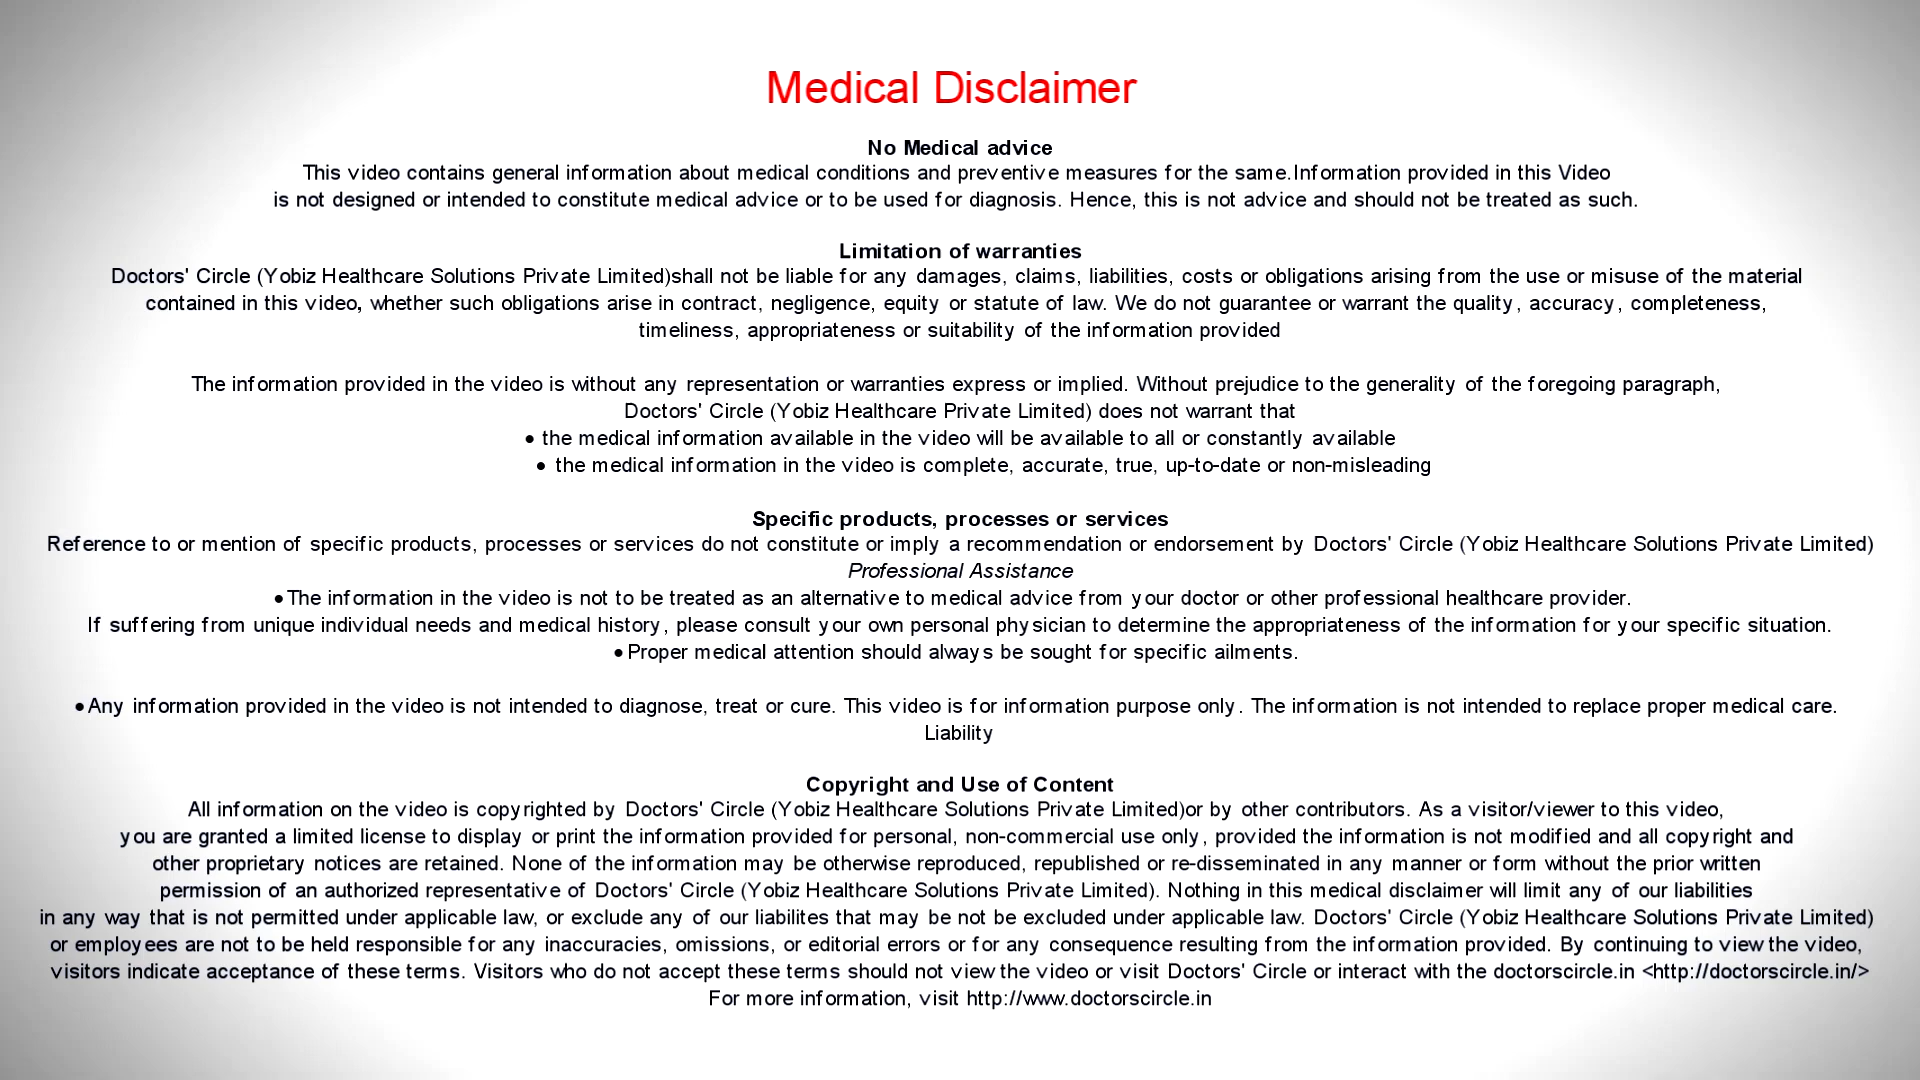 Medical Disclaimer
No Medical advice
This video contains general information about medical conditions and preventive measures for the same.Information provided in this Video
is not designed or intended to constitute medical advice or to be used for diagnosis. Hence, this is not advice and should not be treated as such.
Limitation of warranties
Doctors' Circle (Yobiz Healthcare Solutions Private Limited)shall not be liable for any damages, claims, liabilities, costs or obligations arising from the use or misuse of the material
contained in this video, whether such obligations arise in contract, negligence, equity or statute of law. We do not guarantee or warrant the quality, accuracy, completeness,
timeliness, appropriateness or suitability of the information provided
The information provided in the video is without any representation or warranties express or implied. Without prejudice to the generality of the foregoing paragraph,
Doctors' Circle (Yobiz Healthcare Private Limited) does not warrant that
• the medical information available in the video will be available to all or constantly available
• the medical information in the video is complete, accurate, true, up-to-date or non-misleading
Specific products, processes or services
Reference to or mention of specific products, processes or services do not constitute or imply a recommendation or endorsement by Doctors' Circle (Yobiz Healthcare Solutions Private Limited)
Professional Assistance
•The information in the video is not to be treated as an alternative to medical advice from your doctor or other professional healthcare provider.
If suffering from unique individual needs and medical history, please consult your own personal physician to determine the appropriateness of the information for your specific situation.
•Proper medical attention should always be sought for specific ailments.
•Any information provided in the video is not intended to diagnose, treat or cure. This video is for information purpose only. The information is not intended to replace proper medical care.
Liability
Copyright and Use of Content
All information on the video is copyrighted by Doctors' Circle (Yobiz Healthcare Solutions Private Limited)or by other contributors. As a visitor/viewer to this video,
you are granted a limited license to display or print the information provided for personal, non-commercial use only, provided the information is not modified and all copyright and
other proprietary notices are retained. None of the information may be otherwise reproduced, republished or re-disseminated in any manner or form without the prior written
permission of an authorized representative of Doctors' Circle (Yobiz Healthcare Solutions Private Limited). Nothing in this medical disclaimer will limit any of our liabilities
in any way that is not permitted under applicable law, or exclude any of our liabilites that may be not be excluded under applicable law. Doctors' Circle (Yobiz Healthcare Solutions Private Limited)
or employees are not to be held responsible for any inaccuracies, omissions, or editorial errors or for any consequence resulting from the information provided. By continuing to view the video,
visitors indicate acceptance of these terms. Visitors who do not accept these terms should not view the video or visit Doctors' Circle or interact with the doctorscircle.in <http://doctorscircle.in/>
For more information, visit http://www.doctorscircle.in